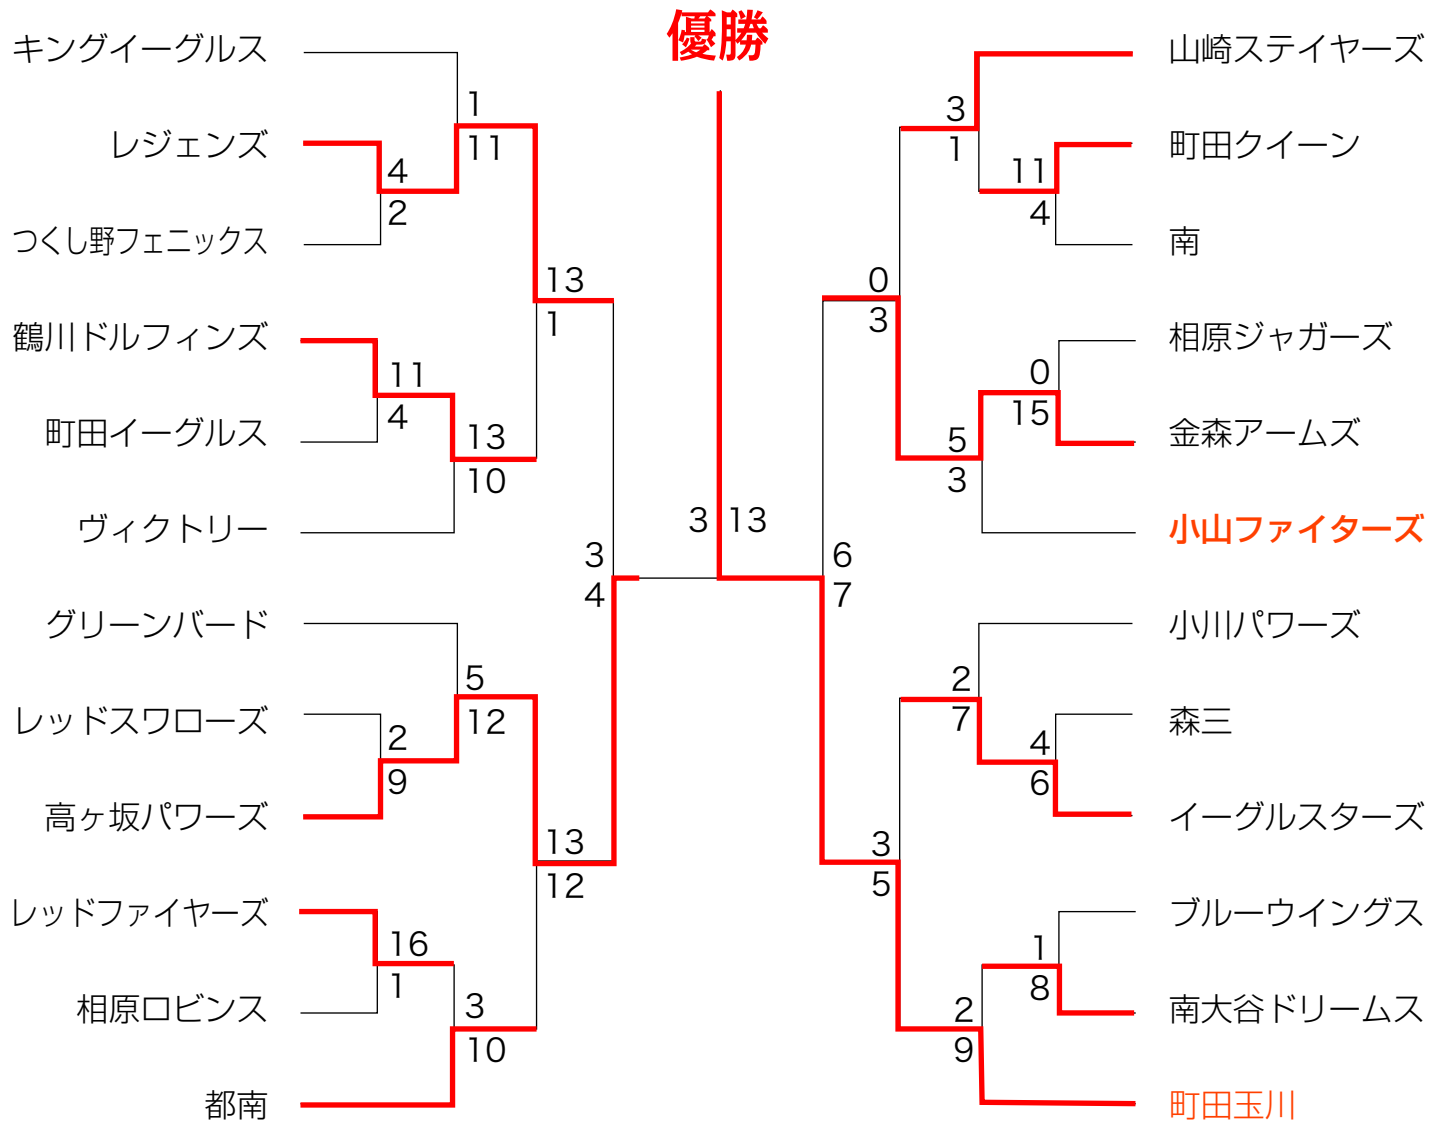 優勝
キングイーグルス
レジェンズ
つくし野フェニックス
鶴川ドルフィンズ
町田イーグルス
ヴィクトリー
グリーンバード
レッドスワローズ
高ヶ坂パワーズ
レッドファイヤーズ
相原ロビンス
都南
1
11
4
2
13
1
11
4
13
10
3
4
5
12
2
9
13
12
16
1
3
10
3 13
3
1
11
4
0
3
0
15
5
3
6
7
2
7
4
6
3
5
1
8
2
9
山崎ステイヤーズ
町田クイーン
南
相原ジャガーズ
金森アームズ
小山ファイターズ
小川パワーズ
森三
イーグルスターズ
ブルーウイングス
南大谷ドリームス
町田玉川